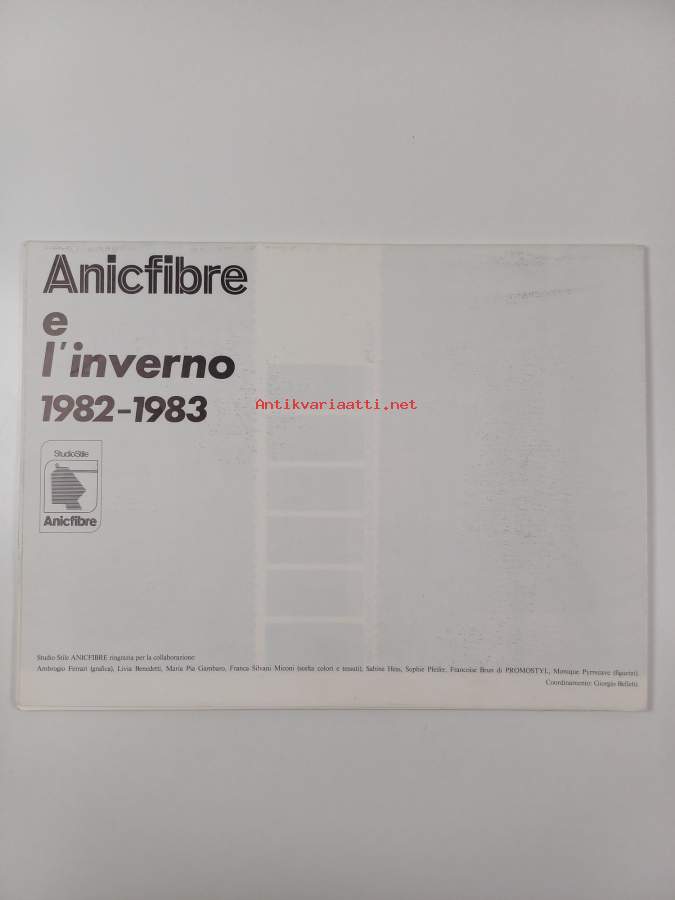 Anicfibre
e
l'inverno
1982-1983
Antikvariaatti.net
StudioStile
Anicfibre
Studio Stile ANICFIBRE ringrazia per la collaborazione:
Ambrogio Ferrari (grafica), Livia Benedetti, Maria Pia Gambaro, Franca Silvani Miconi (scelta colori e tessuti), Sabine Hess, Sophie Pfeifer, Francoise Brun di PROMOSTYL, Monique (figurini).
Coordinamento: Giorgio Belletti.